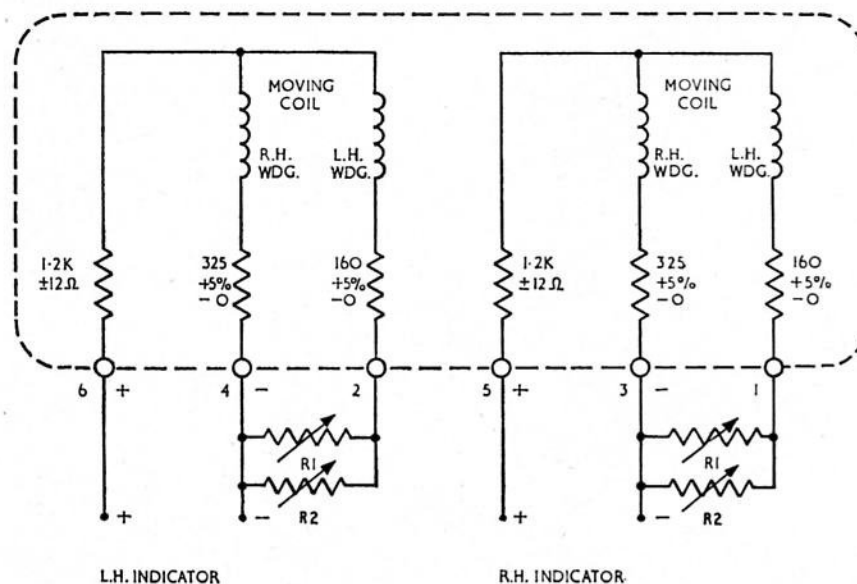 MOVING
COIL
R.H.
WDG.
L.H.
WDG.
1·2K
±12Ω
325
+5%
-0
160
+5%
-0
6 +
4 -
2
R1
R2
+
-
L.H. INDICATOR
MOVING
COIL
R.H.
WDG.
L.H.
WDG.
1·2K
±12Ω
325
+5%
-0
160
+5%
-0
5 +
3 -
1
R1
R2
+
-
R.H. INDICATOR